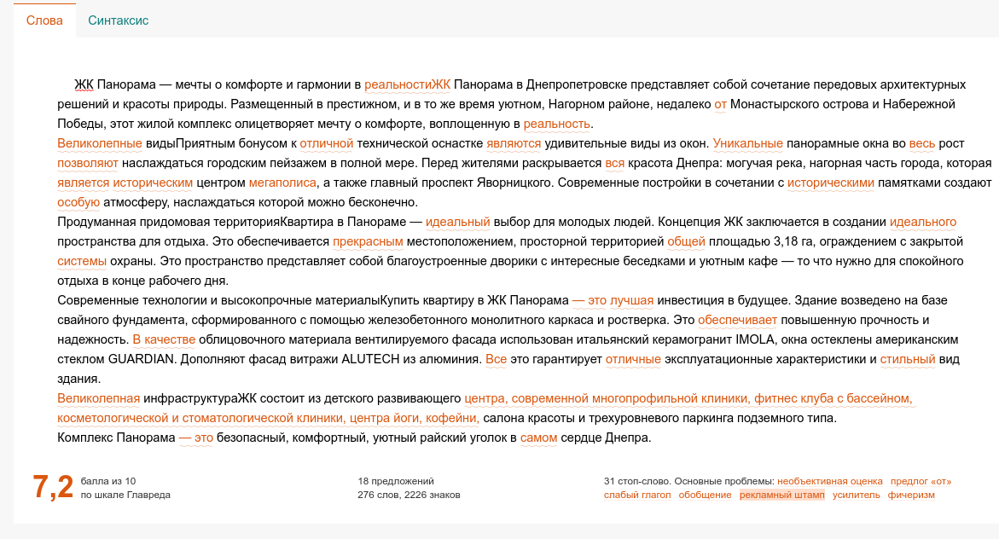 Слова Синтаксис
ЖК Панорама — мечты о комфорте и гармонии в реальностиЖК Панорама в Днепропетровске представляет собой сочетание передовых архитектурных
решений и красоты природы. Размещенный в престижном, и в то же время уютном, Нагорном районе, недалеко от Монастырского острова и Набережной
Победы, этот жилой комплекс олицетворяет мечту о комфорте, воплощенную в реальность.
Великолепные видыПриятным бонусом к отличной технической оснастке являются удивительные виды из окон. Уникальные панорамные окна во весь рост
позволяют наслаждаться городским пейзажем в полной мере. Перед жителями раскрывается вся красота Днепра: могучая река, нагорная часть города, которая
является историческим центром мегаполиса, а также главный проспект Яворницкого. Современные постройки в сочетании с историческими памятками создают
особую атмосферу, наслаждаться которой можно бесконечно.
Продуманная придомовая территорияКвартира в Панораме — идеальный выбор для молодых людей. Концепция ЖК заключается в создании идеального
пространства для отдыха. Это обеспечивается прекрасным местоположением, просторной территорией общей площадью 3,18 га, ограждением с закрытой
системы охраны. Это пространство представляет собой благоустроенные дворики с интересные беседками и уютным кафе — то что нужно для спокойного
отдыха в конце рабочего дня.
Современные технологии и высокопрочные материалыКупить квартиру в ЖК Панорама — это лучшая инвестиция в будущее. Здание возведено на базе
свайного фундамента, сформированного с помощью железобетонного монолитного каркаса и ростверка. Это обеспечивает повышенную прочность и
надежность. В качестве облицовочного материала вентилируемого фасада использован итальянский керамогранит IMOLA, окна остеклены американским
стеклом GUARDIAN. Дополняют фасад витражи ALUTECH из алюминия. Все это гарантирует отличные эксплуатационные характеристики и стильный вид
здания.
Великолепная инфраструктураЖК состоит из детского развивающего центра, современной многопрофильной клиники, фитнес клуба с бассейном,
косметологической и стоматологической клиники, центра йоги, кофейни, салона красоты и трехуровневого паркинга подземного типа.
Комплекс Панорама — это безопасный, комфортный, уютный райский уголок в самом сердце Днепра.
7,2 балла из 10
по шкале Главреда
18 предложений
276 слов, 2226 знаков
31 стоп-слово. Основные проблемы: необъективная оценка предлог «от»
слабый глагол обобщение рекламный штамп усилитель фичеризм